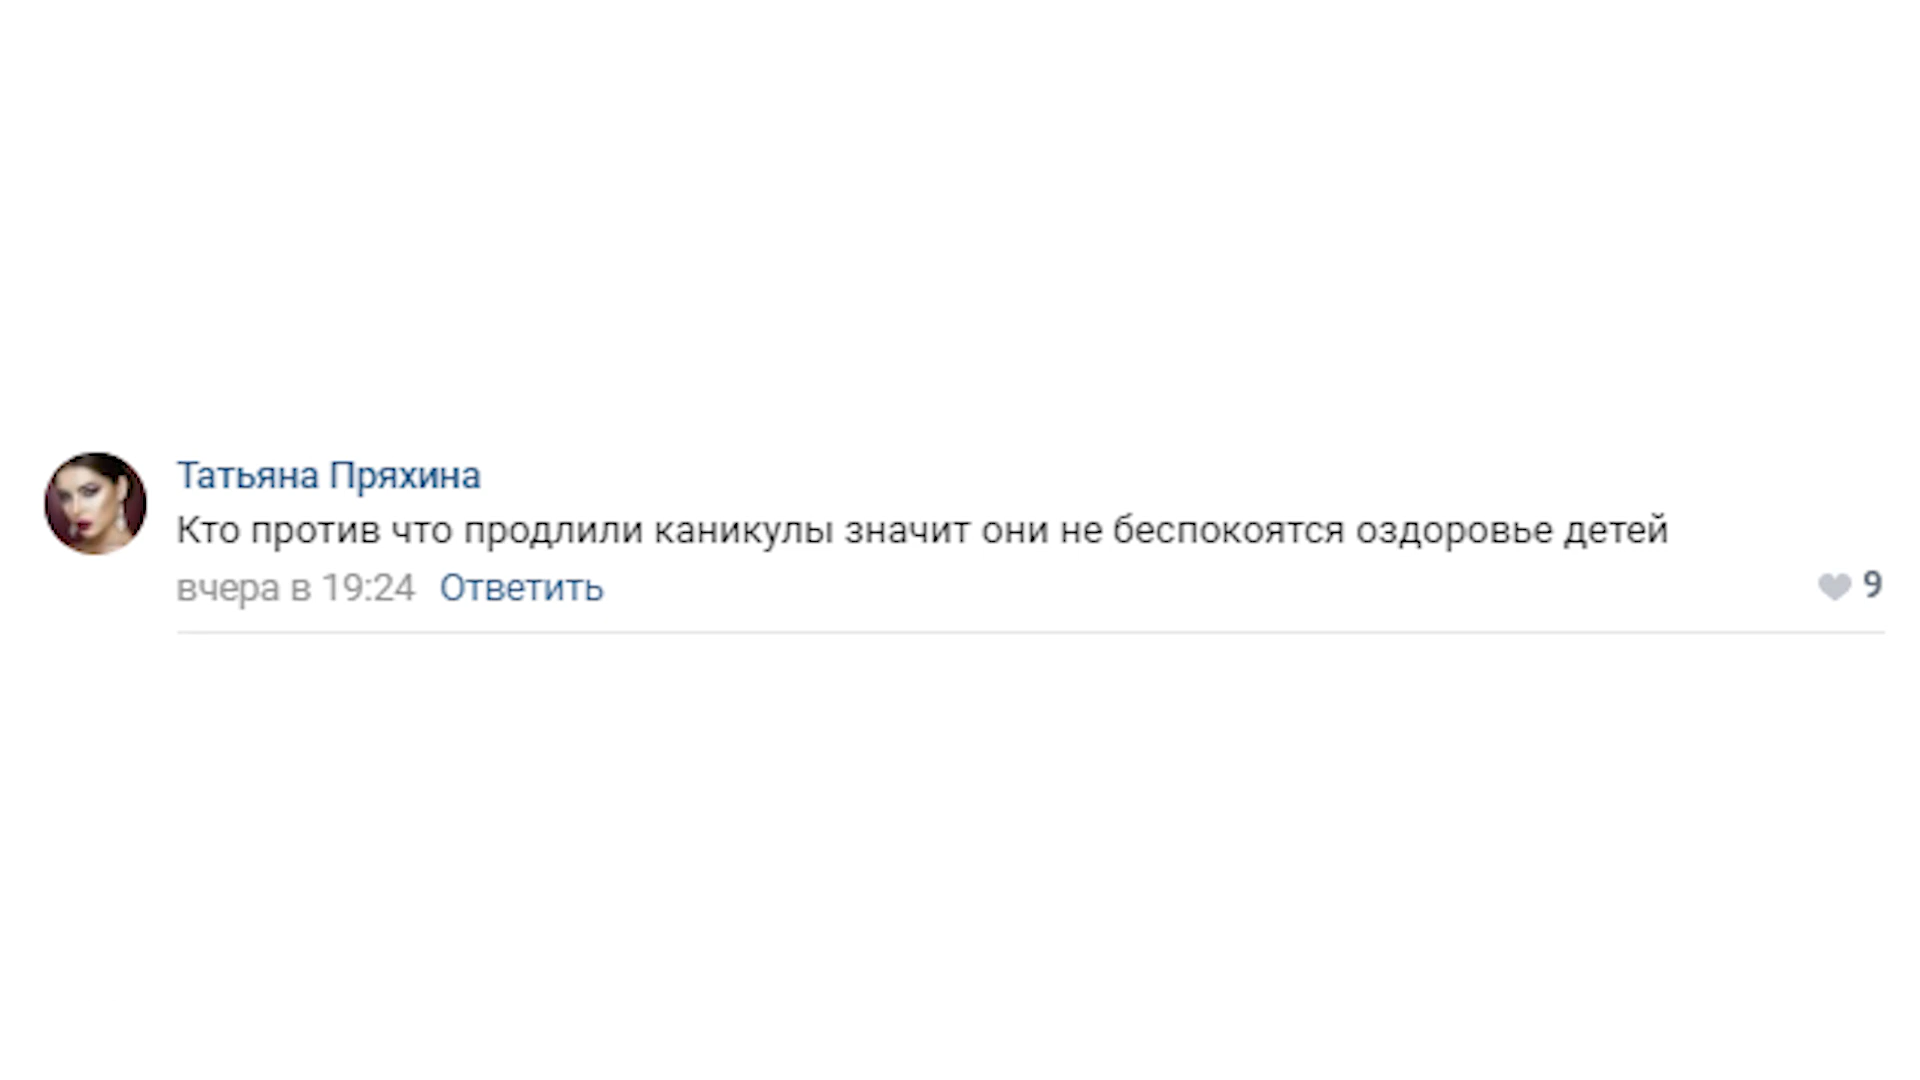 Татьяна Пряхина
Кто против что продлили каникулы значит они не беспокоятся оздоровье детей
вчера в 19:24 Ответить 9